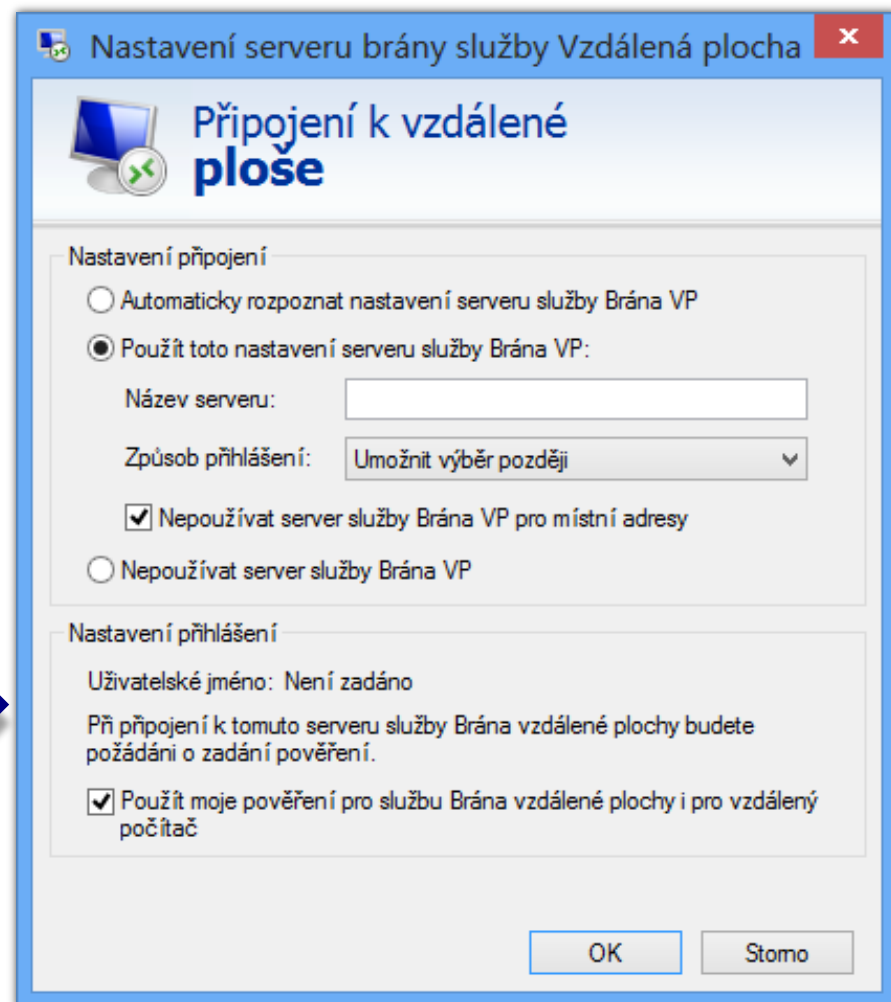 Nastavení serveru brány služby Vzdálená plocha
Připojení k vzdálené
ploše
Nastavení připojení
Automaticky rozpoznat nastavení serveru služby Brána VP
Použít toto nastavení serveru služby Brána VP:
Název serveru:
Způsob přihlášení: Umožnit výběr později
Nepoužívat server služby Brána VP pro místní adresy
Nepoužívat server služby Brána VP
Nastavení přihlášení
Uživatelské jméno: Není zadáno
Při připojení k tomuto serveru služby Brána vzdálené plochy budete
požádáni o zadání pověření.
Použít moje pověření pro službu Brána vzdálené plochy i pro vzdálený
počítač
OK Storno